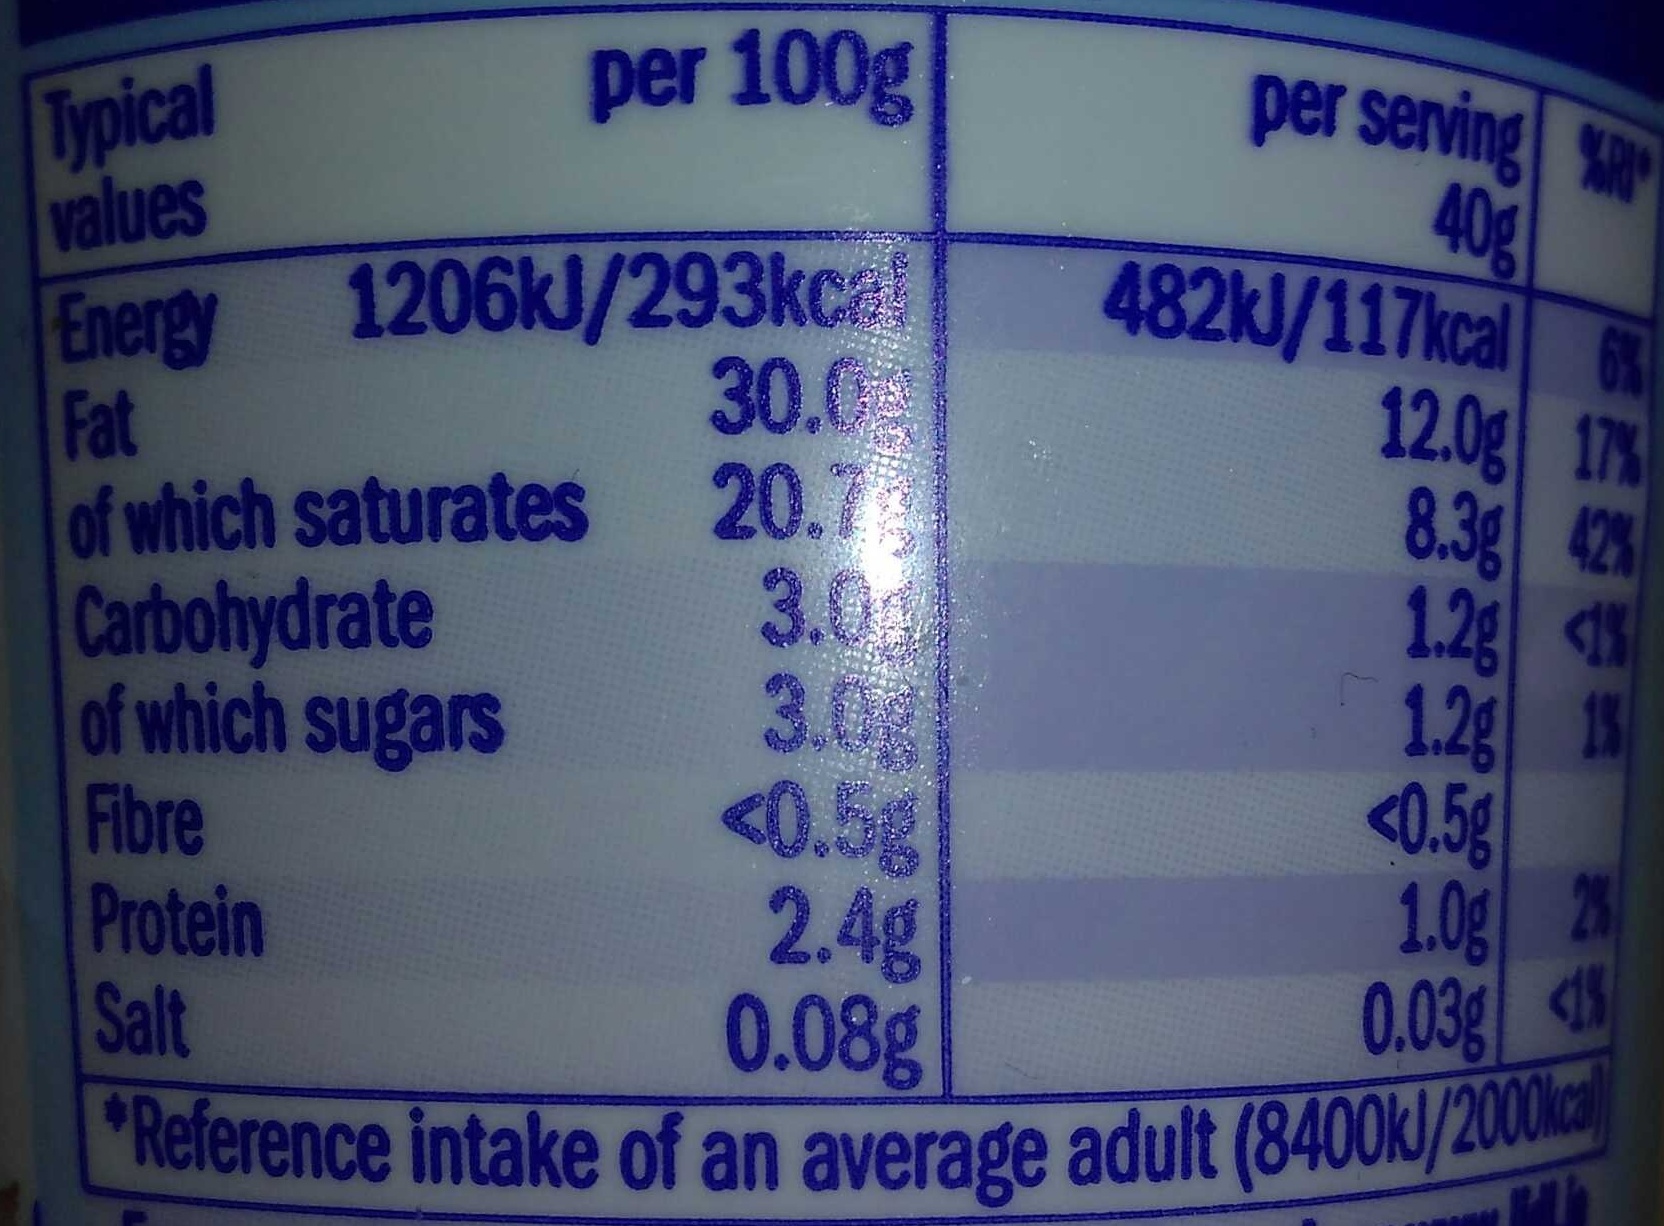 Typical values per 100g per serving 40g %RI*
Energy 1206kJ/293kcal 482kJ/117kcal 6%
Fat 30.0g 12.0g 17%
of which saturates 20.7g 8.3g 42%
Carbohydrate 3.0g 1.2g <1%
of which sugars 3.0g 1.2g 1%
Fibre <0.5g <0.5g
Protein 2.4g 1.0g 2%
Salt 0.08g 0.03g <1%
*Reference intake of an average adult (8400kJ/2000kcal)